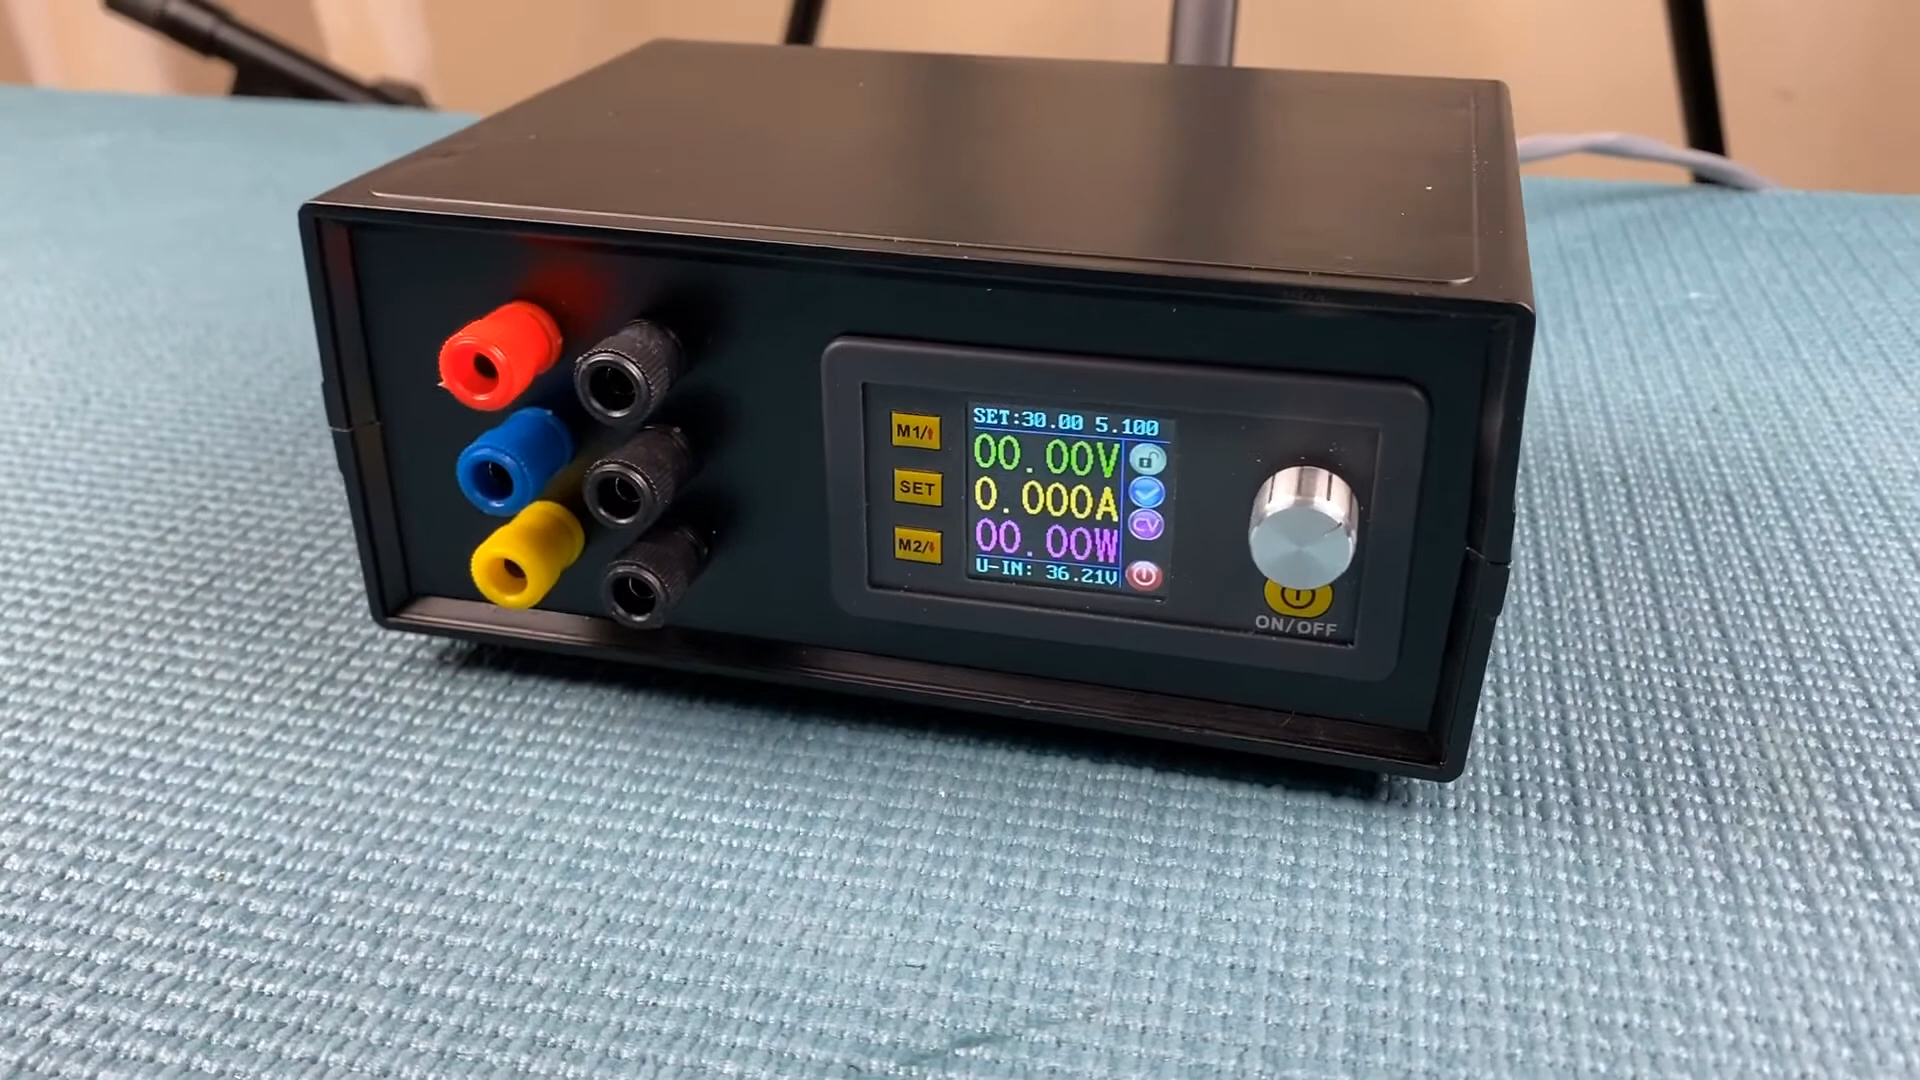 M1/
SET
M2/
SET:30.00 5.100
00.00V
0.000A
00.00W
U-IN: 36.21V
CV
ON/OFF